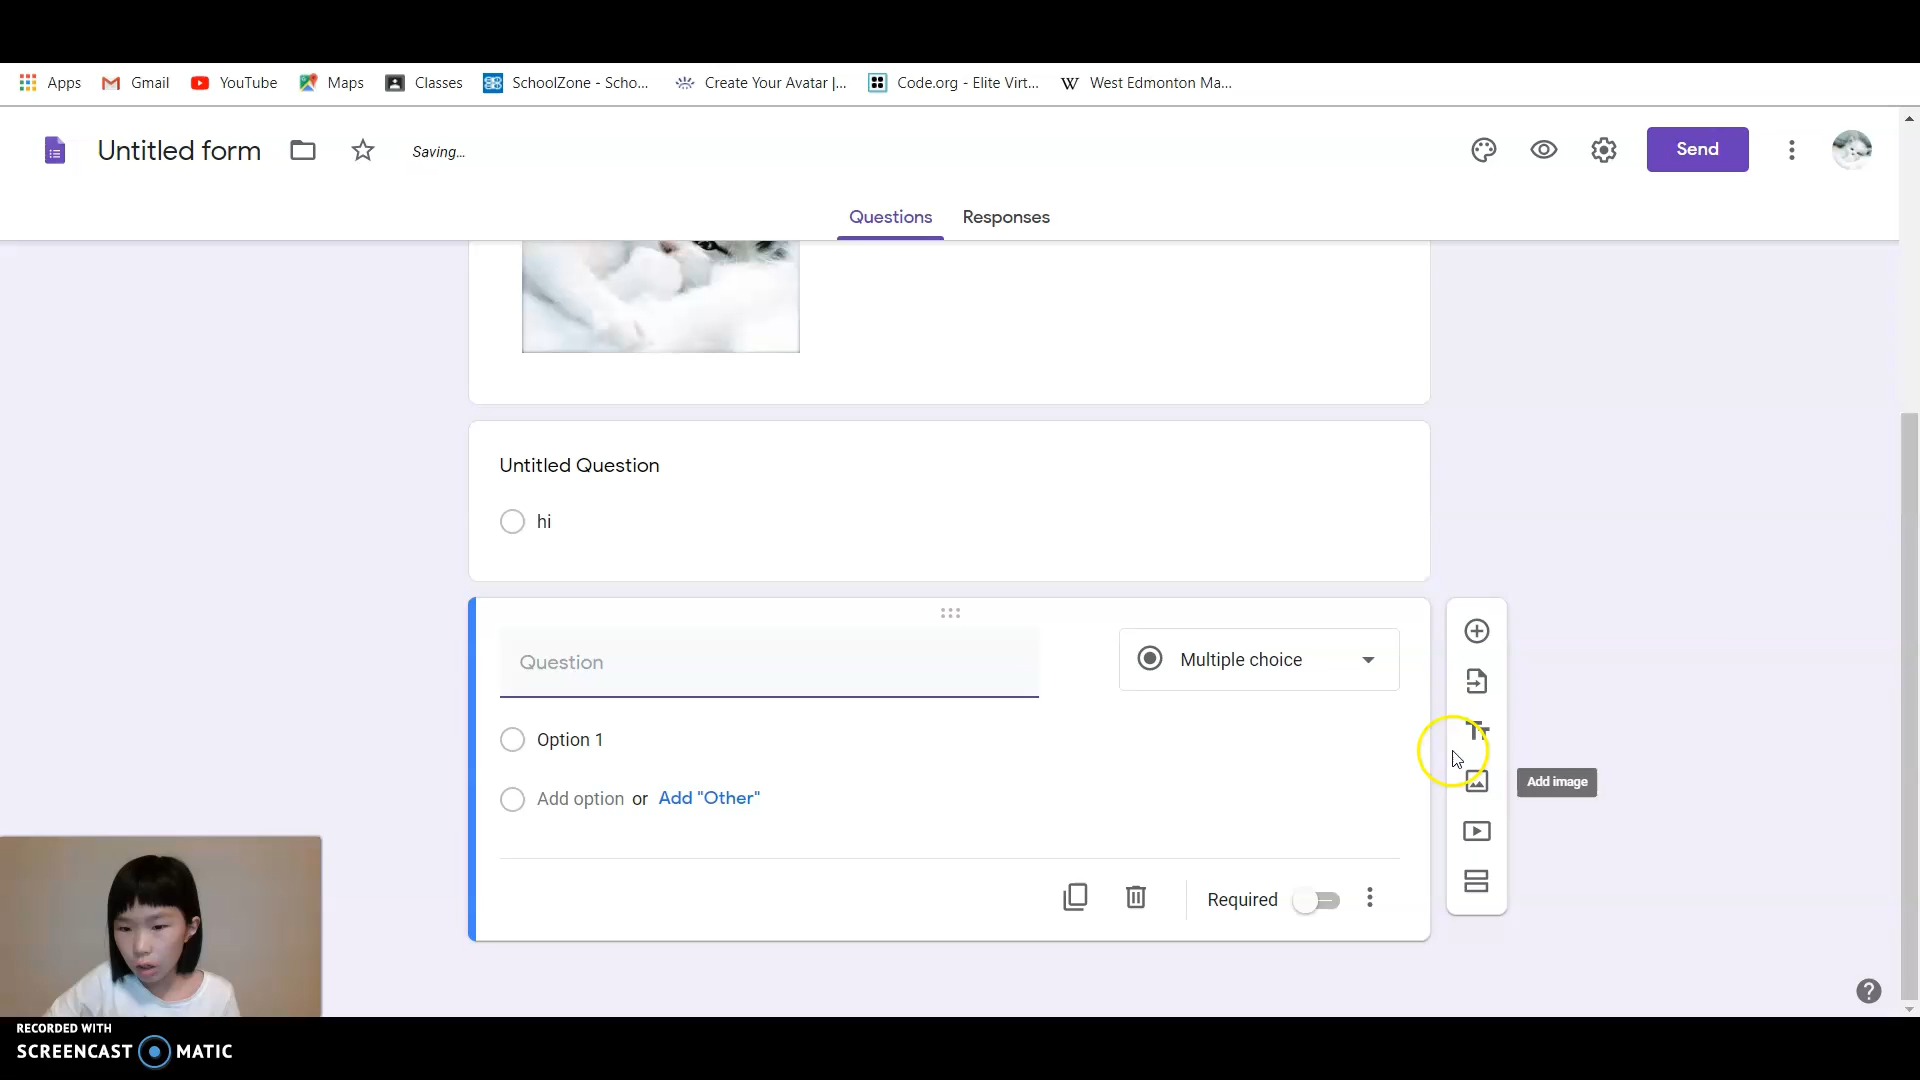 Apps Gmail YouTube Maps Classes SchoolZone - Scho... Create Your Avatar |... Code.org - Elite Virt... West Edmonton Ma...
Untitled form Saving... Send
Questions Responses
Untitled Question
hi
Question Multiple choice
Option 1
Add image
Add option or Add "Other"
Required
RECORDED WITH
SCREENCAST MATIC